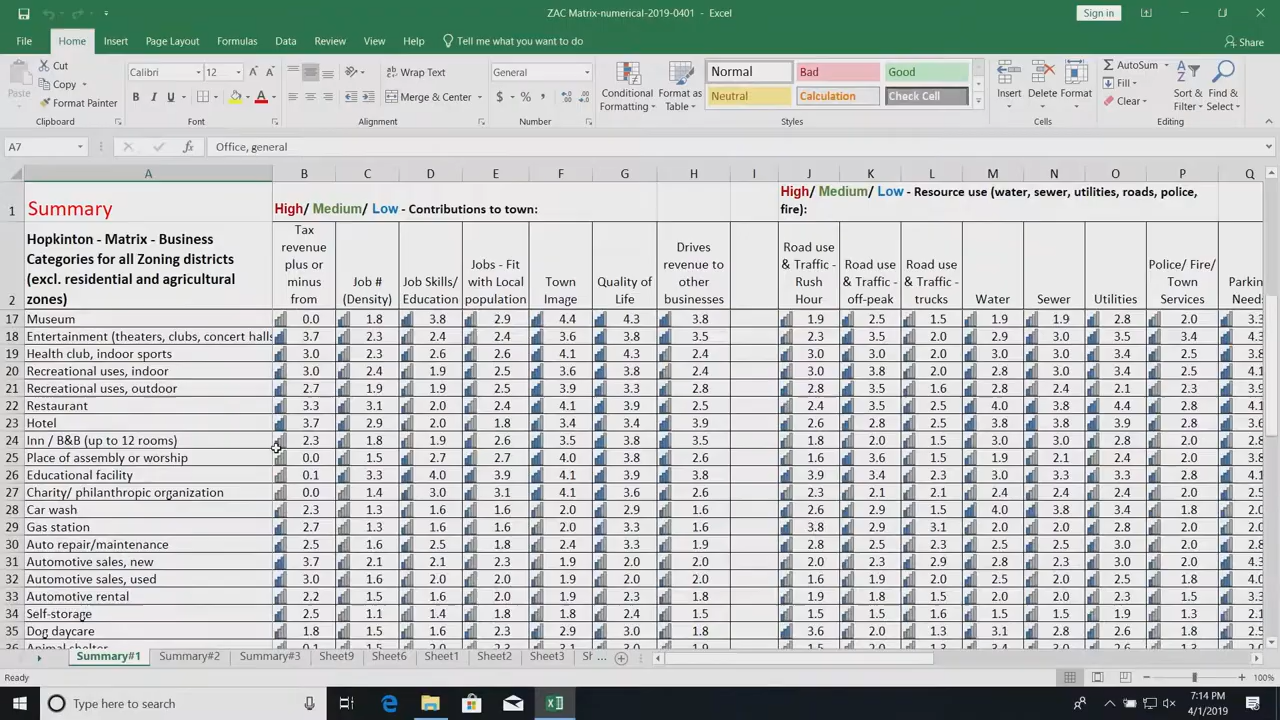 ZAC Matrix-numerical-2019-0401 - Excel
Sign in
File Home Insert Page Layout Formulas Data Review View Help Tell me what you want to do Share
Paste Cut Copy Format Painter Clipboard
Calibri 12 B I U A Font
Wrap Text Merge & Center Alignment
General $ % , Number
Conditional Formatting Format as Table
Normal Bad Good
Neutral Calculation Check Cell
Styles
Insert Delete Format Cells
AutoSum Fill Clear Sort & Filter Find & Select Editing
A7 fx Office, general
A B C D E F G H I J K L M N O P Q
1 Summary High/ Medium/ Low - Contributions to town: High/ Medium/ Low - Resource use (water, sewer, utilities, roads, police, fire):
2 Hopkinton - Matrix - Business Categories for all Zoning districts (excl. residential and agricultural zones) Tax revenue plus or minus from Job # (Density) Job Skills/ Education Jobs - Fit with Local population Town Image Quality of Life Drives revenue to other businesses Road use & Traffic - Rush Hour Road use & Traffic - off-peak Road use & Traffic - trucks Water Sewer Utilities Police/ Fire/ Town Services Parkin Need
17 Museum 0.0 1.8 3.8 2.9 4.4 4.3 3.8 1.9 2.5 1.5 1.9 1.9 2.8 2.0 3.3
18 Entertainment (theaters, clubs, concert halls 3.7 2.3 2.4 2.4 3.6 3.8 3.5 2.3 3.5 2.0 2.9 3.0 3.5 3.4 4.3
19 Health club, indoor sports 3.0 2.3 2.6 2.6 4.1 4.3 2.4 3.0 3.0 2.0 3.3 3.0 3.4 2.5 3.8
20 Recreational uses, indoor 3.0 2.4 1.9 2.5 3.6 3.8 2.4 3.0 3.8 2.0 2.8 3.0 3.4 2.5 4.1
21 Recreational uses, outdoor 2.7 1.9 1.9 2.5 3.9 3.3 2.8 2.8 3.5 1.6 2.8 2.4 2.1 2.3 3.9
22 Restaurant 3.3 3.1 2.0 2.4 4.1 3.9 2.5 2.4 3.5 2.5 4.0 3.8 4.4 2.8 4.1
23 Hotel 3.7 2.9 2.0 1.8 3.4 3.4 3.9 2.6 2.8 2.5 3.8 3.8 4.0 2.8 4.1
24 Inn / B&B (up to 12 rooms) 2.3 1.8 1.9 2.6 3.5 3.8 3.5 1.8 2.0 1.5 3.0 3.0 2.8 2.0 2.8
25 Place of assembly or worship 0.0 1.5 2.7 2.7 4.0 3.8 2.6 1.6 3.6 1.5 1.9 2.1 2.4 2.0 3.8
26 Educational facility 0.1 3.3 4.0 3.9 4.1 3.9 3.1 3.9 3.4 2.3 3.3 3.3 3.3 2.8 4.1
27 Charity/ philanthropic organization 0.0 1.4 3.0 3.1 4.1 3.6 2.6 2.3 2.1 2.1 2.4 2.4 2.4 2.0 2.5
28 Car wash 2.3 1.3 1.6 1.6 2.0 2.9 1.6 2.6 2.9 1.5 4.0 3.8 3.1 1.8 2.0
29 Gas station 2.7 1.3 1.6 1.6 2.0 3.3 1.6 3.8 2.9 3.1 2.5 2.0 2.8 2.0 2.0
30 Auto repair/maintenance 2.5 1.6 2.5 1.8 2.4 3.3 1.9 2.8 2.5 2.3 2.5 2.5 3.0 2.0 3.0
31 Automotive sales, new 3.7 2.1 2.1 2.3 1.9 2.0 2.0 2.0 2.3 2.9 2.8 2.3 3.0 1.9 4.3
32 Automotive sales, used 3.0 1.6 2.0 2.0 1.9 2.0 2.0 1.6 1.9 2.0 2.6 2.0 2.5 1.8 4.0
33 Automotive rental 2.2 1.5 1.6 2.0 1.9 2.4 1.8 1.9 1.8 1.6 2.0 2.0 2.3 1.5 3.3
34 Self-storage 2.5 1.1 1.4 1.8 1.8 2.3 1.5 1.5 1.5 1.6 1.5 1.5 1.9 1.3 2.1
35 Dog daycare 1.8 1.5 1.6 2.3 2.9 3.0 1.8 3.6 2.0 1.3 3.1 2.8 2.6 1.8 2.5
Summary#1 Summary#2 Summary#3 Sheet9 Sheet6 Sheet1 Sheet2 Sheet3 Sh ...
Ready 100%
Type here to search
7:14 PM
4/1/2019